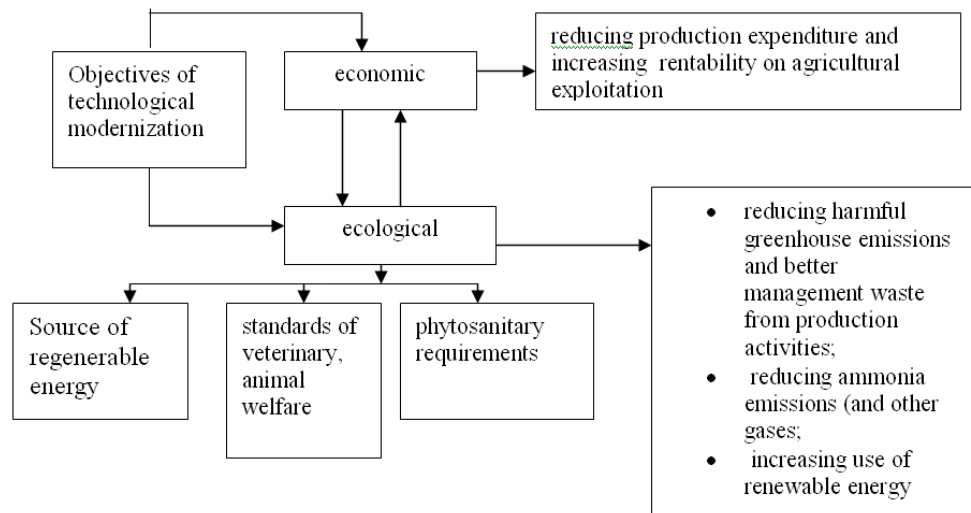 Objectives of
technological
modernization
economic
reducing production expenditure and
increasing rentability on agricultural
exploitation
ecological
• reducing harmful
greenhouse emissions
and better
management waste
from production
activities;
• reducing ammonia
emissions (and other
gases;
• increasing use of
renewable energy
Source of
regenerable
energy
standards of
veterinary,
animal
welfare
phytosanitary
requirements